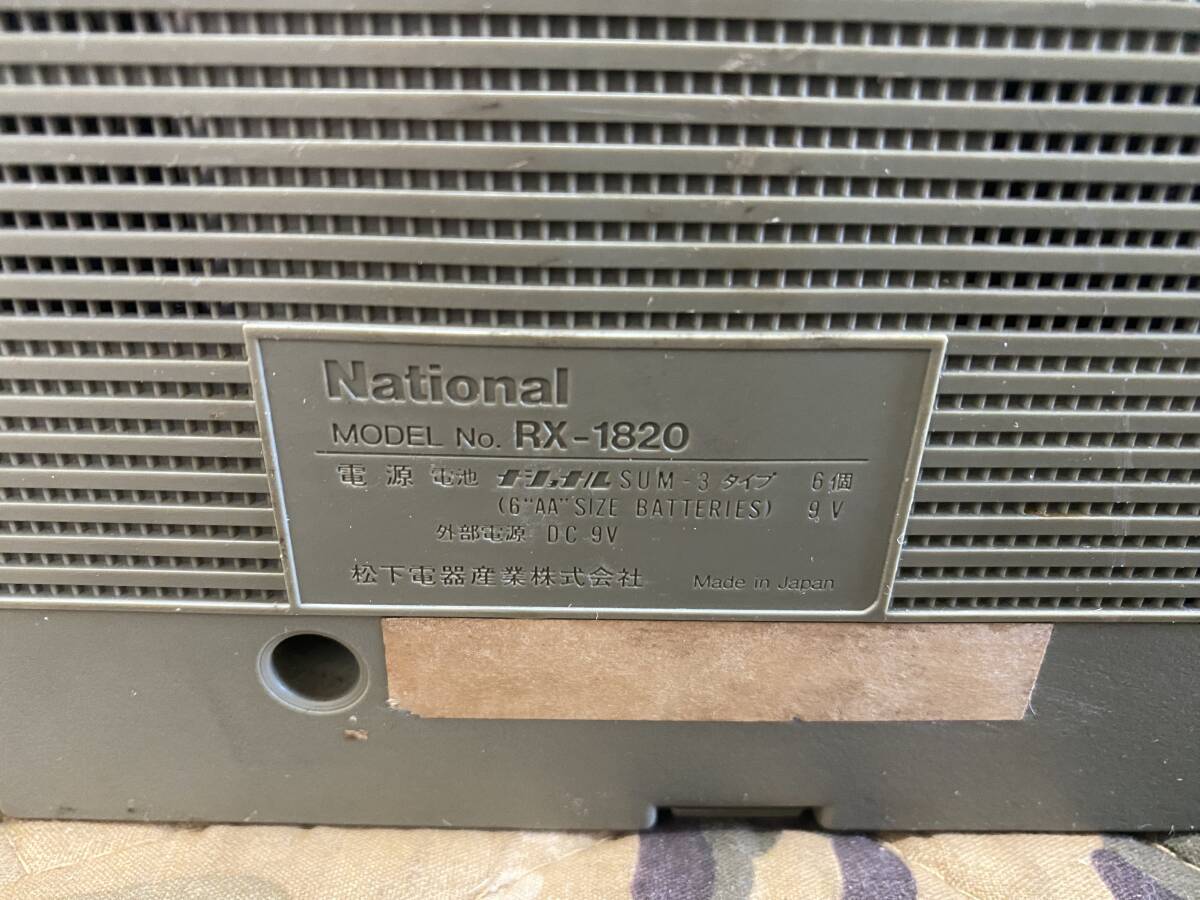 National
MODEL No. RX-1820
電源 電池 ナショナル SUM-3 タイプ 6個
(6"AA"SIZE BATTERIES) 9V
外部電源 DC 9V
松下電器産業株式会社 Made in Japan